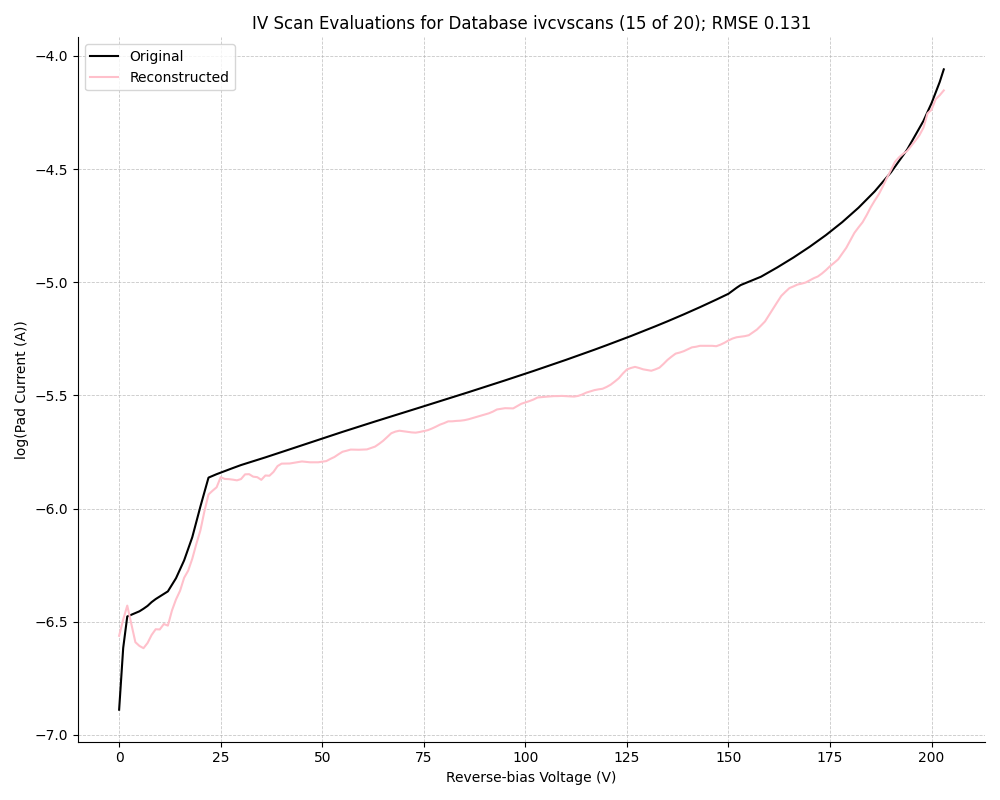 IV Scan Evaluations for Database ivcvscans (15 of 20); RMSE 0.131
Original
Reconstructed
−4.0
−4.5
−5.0
−5.5
−6.0
−6.5
−7.0
log(Pad Current (A))
0 25 50 75 100 125 150 175 200
Reverse-bias Voltage (V)